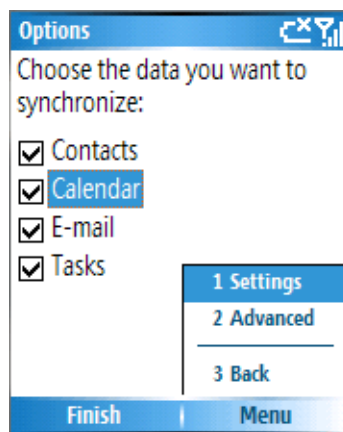 Options
Choose the data you want to
synchronize:
Contacts
Calendar
E-mail
Tasks
1 Settings
2 Advanced
3 Back
Finish
Menu